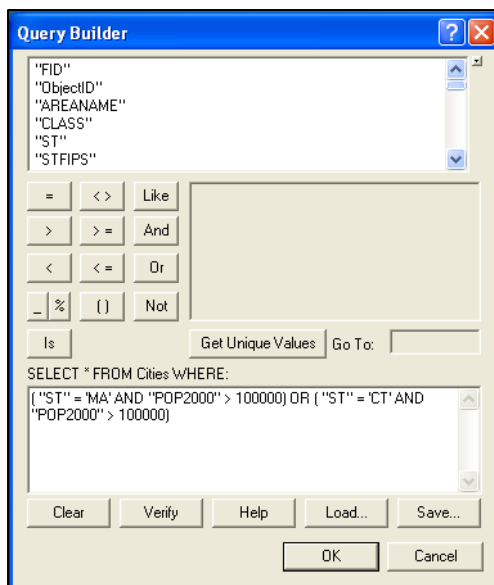 Query Builder ?
"FID"
"ObjectID"
"AREANAME"
"CLASS"
"ST"
"STFIPS"
= < > Like
> > = And
< < = Or
_ % ( ) Not
Is Get Unique Values Go To:
SELECT * FROM Cities WHERE:
( "ST" = 'MA' AND "POP2000" > 100000) OR ( "ST" = 'CT' AND
"POP2000" > 100000)
Clear Verify Help Load... Save...
OK Cancel